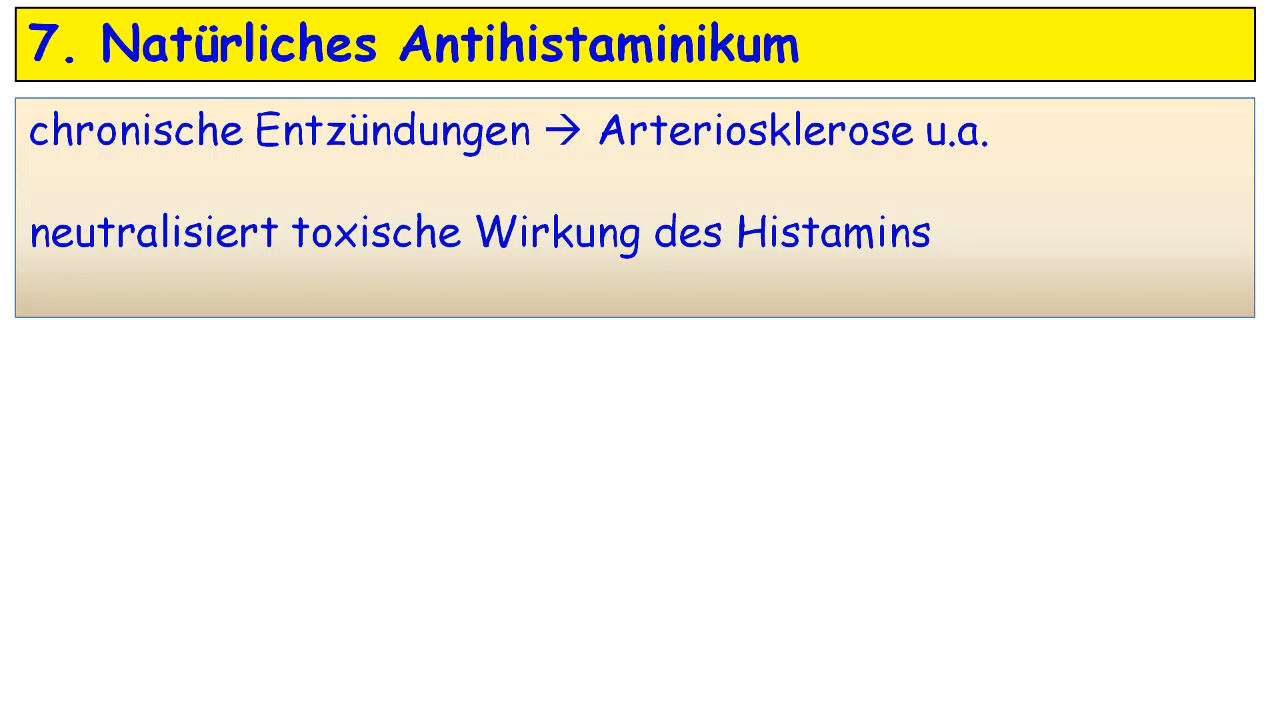 7. Natürliches Antihistaminikum
chronische Entzündungen → Arteriosklerose u.a.
neutralisiert toxische Wirkung des Histamins